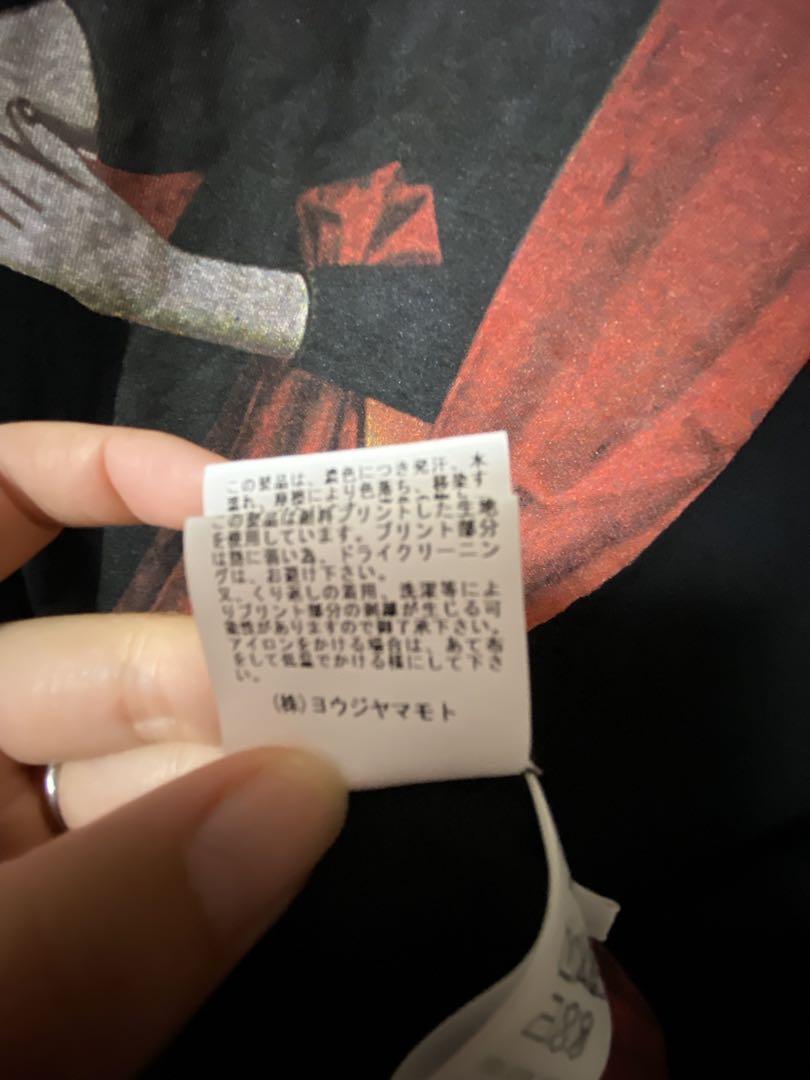 この製品は、濃色につき発汗、水
濡れ、摩擦により色落ち、移染す
この製品は顔料プリントした生地
を使用しています。プリント部分
は熱に弱い為、ドライクリーニン
グは、お避け下さい。
又、くり返しの着用、洗濯等によ
りプリント部分の剥離が生じる可
能性がありますので御了承下さい。
アイロンをかける場合は、あて布
をして低温でかける様にして下さ
い。
(株)ヨウジヤマモト